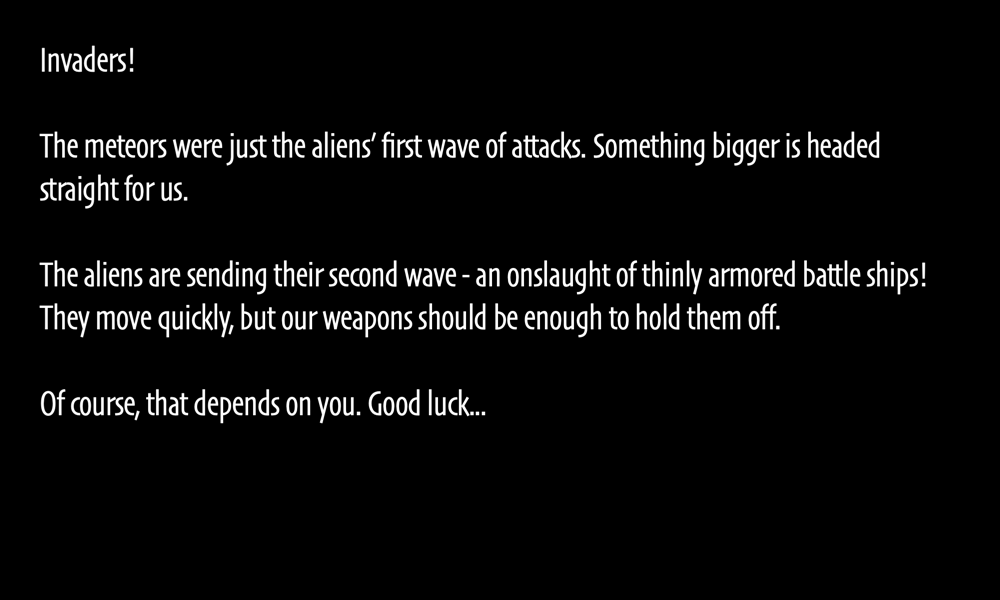 Invaders!
The meteors were just the aliens’ first wave of attacks. Something bigger is headed
straight for us.
The aliens are sending their second wave - an onslaught of thinly armored battle ships!
They move quickly, but our weapons should be enough to hold them off.
Of course, that depends on you. Good luck...